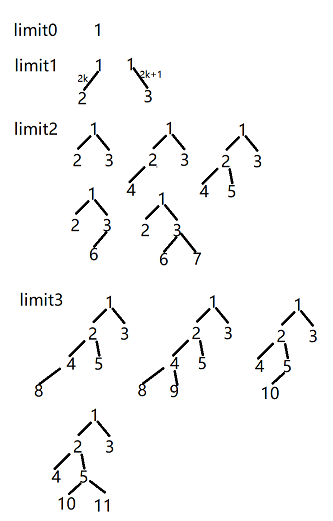 limit0 1
limit1 1 1
2k 2k+1
2 3
limit2 1 1 1
2 3 2 3 2 3
4 4 5
1 1
2 3 2 3
6 6 7
limit3 1 1 1
2 3 2 3 2 3
4 5 4 5 4 5
8 8 9 10
1
2 3
4 5
10 11